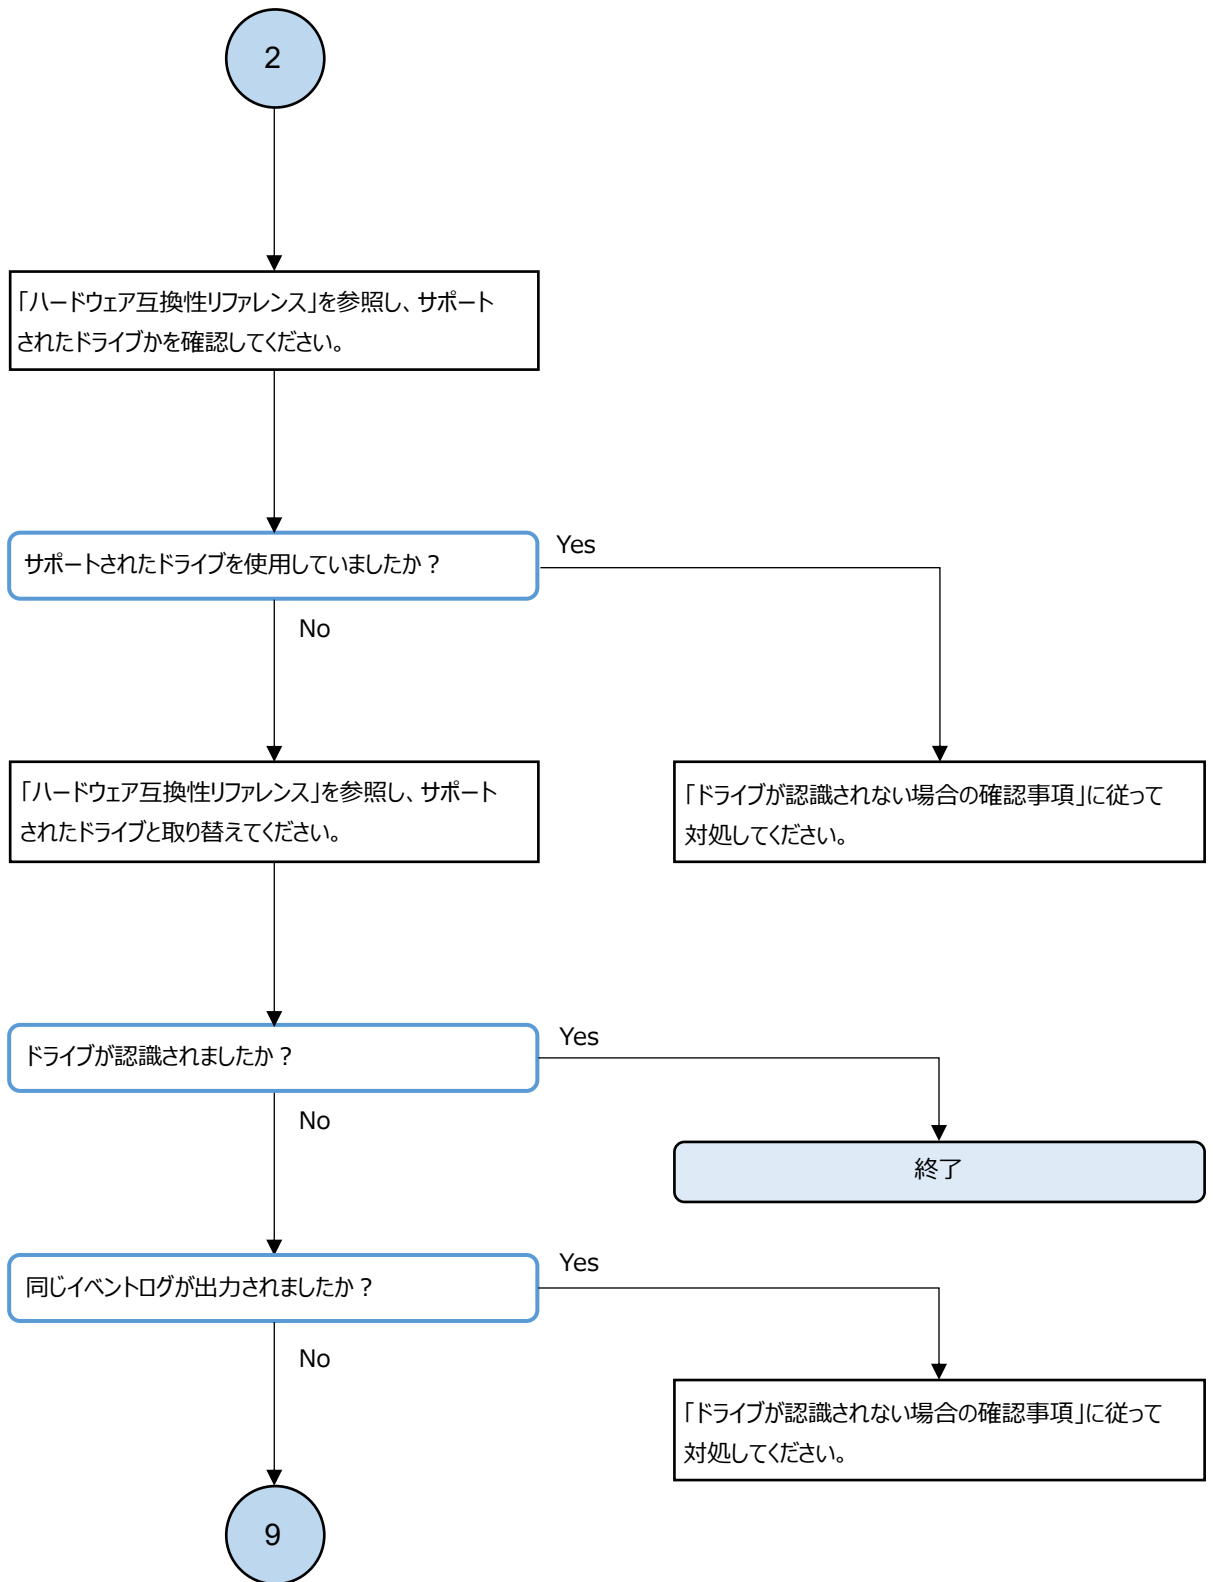 2
「ハードウェア互換性リファレンス」を参照し、サポート
されたドライブかを確認してください。
サポートされたドライブを使用していましたか？
Yes
No
「ハードウェア互換性リファレンス」を参照し、サポート
されたドライブと取り替えてください。
「ドライブが認識されない場合の確認事項」に従って
対処してください。
ドライブが認識されましたか？
Yes
No
終了
同じイベントログが出力されましたか？
Yes
No
「ドライブが認識されない場合の確認事項」に従って
対処してください。
9